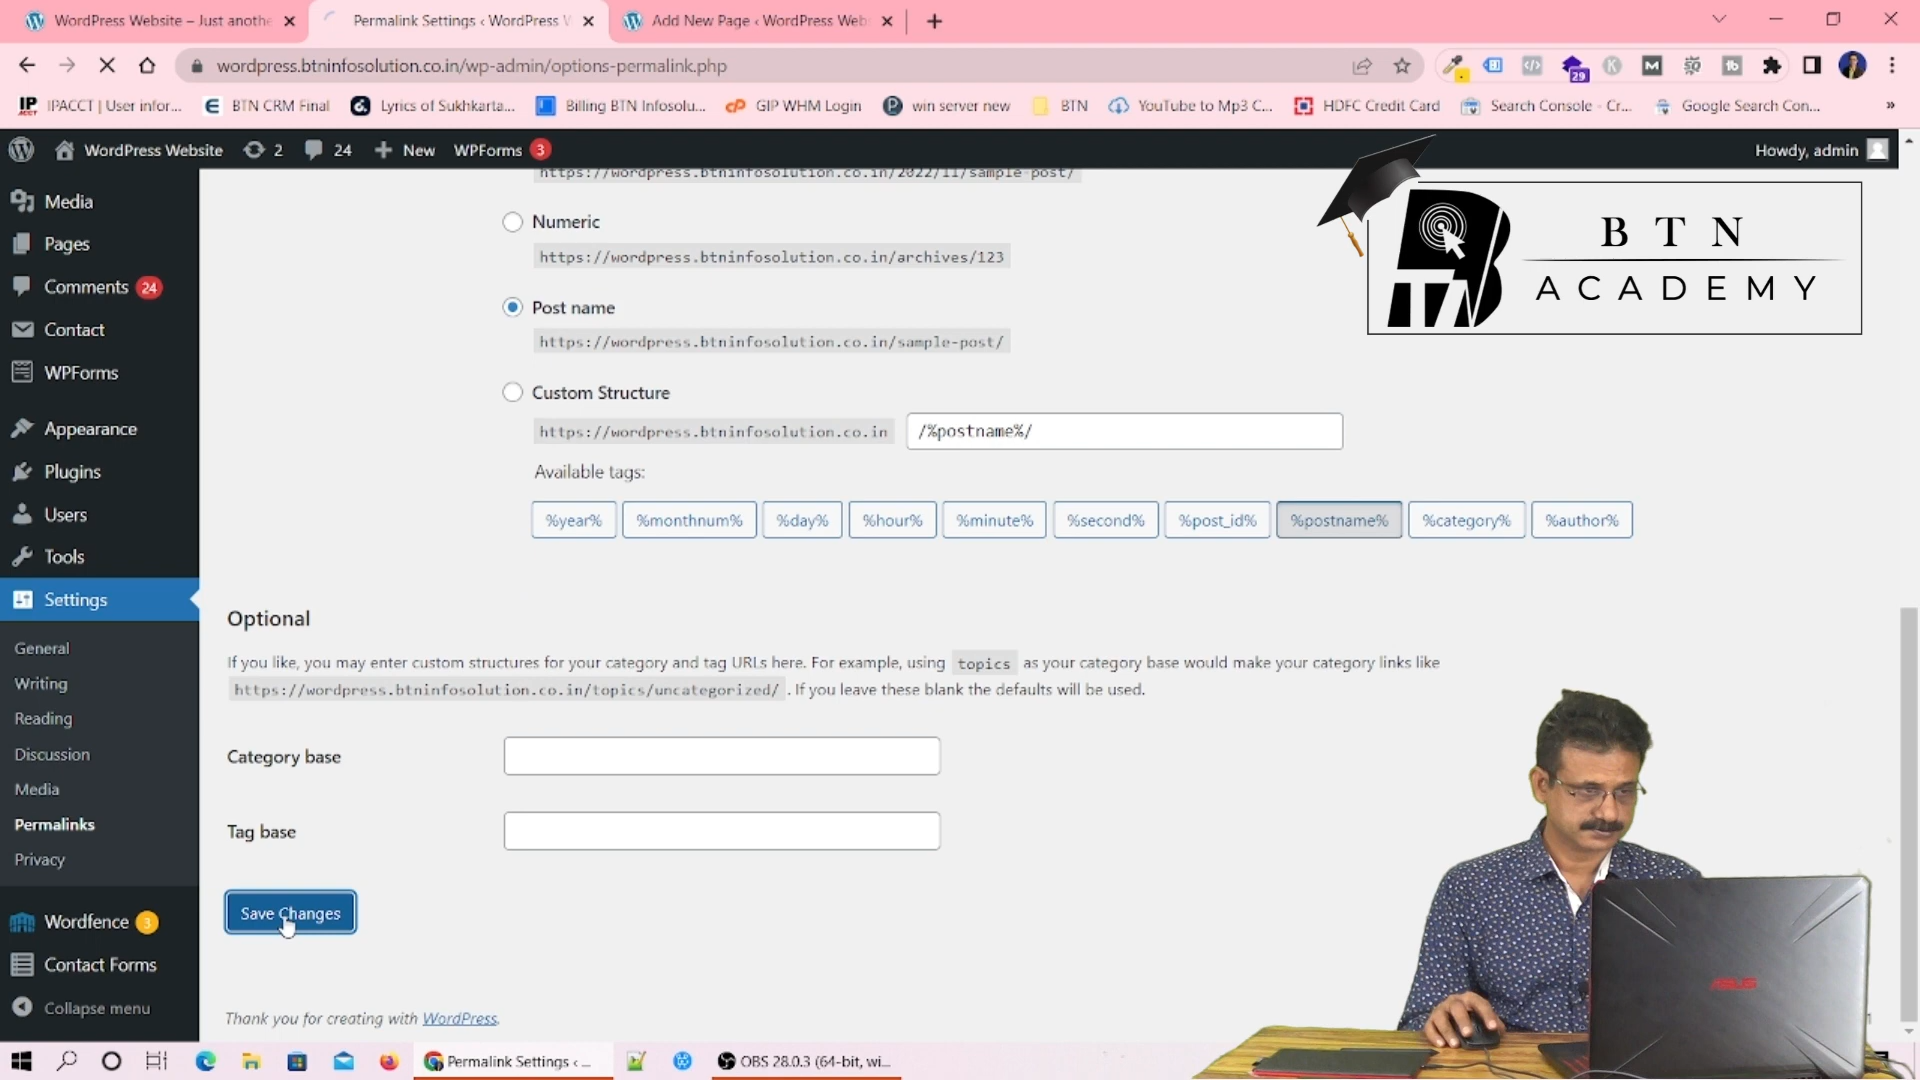 WordPress Website – Just anothe
Permalink Settings ‹ WordPress W
Add New Page ‹ WordPress Web
wordpress.btninfosolution.co.in/wp-admin/options-permalink.php
29
IPACCT | User infor...
BTN CRM Final
Lyrics of Sukhkarta...
Billing BTN Infosolu...
GIP WHM Login
win server new
BTN
YouTube to Mp3 C...
HDFC Credit Card
Search Console - Cr...
Google Search Con...
»
WordPress Website
2
24
New
WPForms 3
Howdy, admin
Media
Pages
Comments 24
Contact
WPForms
Appearance
Plugins
Users
Tools
Settings
General
Writing
Reading
Discussion
Media
Permalinks
Privacy
Wordfence 3
Contact Forms
Collapse menu
https://wordpress.btninfosolution.co.in/2022/11/sample-post/
Numeric
https://wordpress.btninfosolution.co.in/archives/123
Post name
https://wordpress.btninfosolution.co.in/sample-post/
Custom Structure
https://wordpress.btninfosolution.co.in /%postname%/
Available tags:
%year% %monthnum% %day% %hour% %minute% %second% %post_id% %postname% %category% %author%
Optional
If you like, you may enter custom structures for your category and tag URLs here. For example, using topics as your category base would make your category links like
https://wordpress.btninfosolution.co.in/topics/uncategorized/ . If you leave these blank the defaults will be used.
Category base
Tag base
Save Changes
Thank you for creating with WordPress.
BTN
ACADEMY
ASUS
Permalink Settings ‹ ...
OBS 28.0.3 (64-bit, wi...